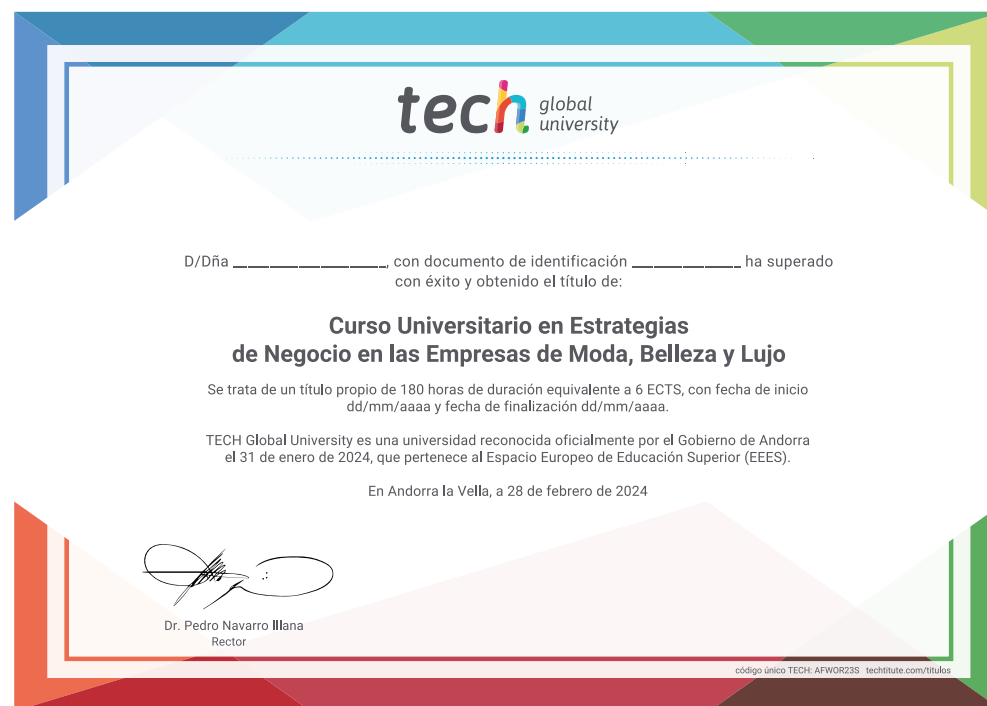 tech global university
D/Dña ____________________, con documento de identificación ______________ ha superado
con éxito y obtenido el título de:
Curso Universitario en Estrategias
de Negocio en las Empresas de Moda, Belleza y Lujo
Se trata de un título propio de 180 horas de duración equivalente a 6 ECTS, con fecha de inicio
dd/mm/aaaa y fecha de finalización dd/mm/aaaa.
TECH Global University es una universidad reconocida oficialmente por el Gobierno de Andorra
el 31 de enero de 2024, que pertenece al Espacio Europeo de Educación Superior (EEES).
En Andorra la Vella, a 28 de febrero de 2024
Dr. Pedro Navarro Illana
Rector
código único TECH: AFWOR23S techtitute.com/titulos